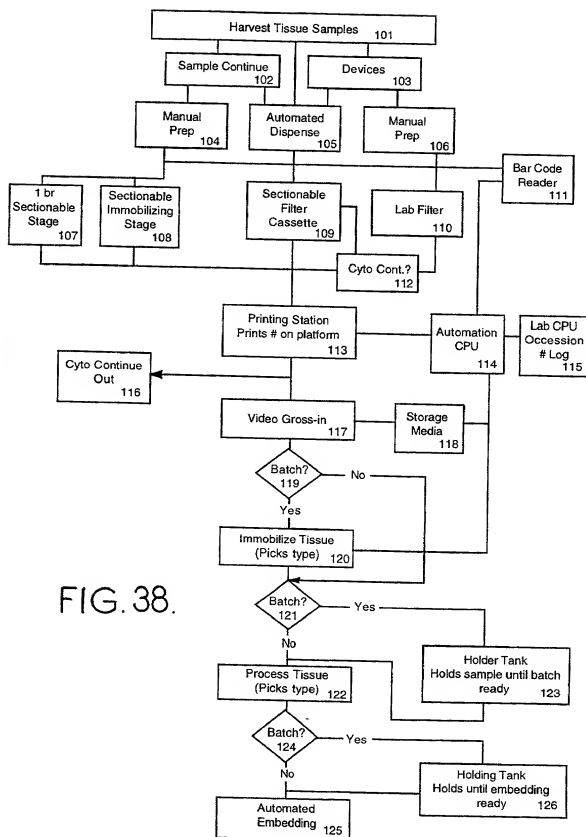 Harvest Tissue Samples
101
Sample Continue
102
Devices
103
Manual
Prep
104
Automated
Dispense
105
Manual
Prep
106
Bar Code
Reader
111
1 br
Sectionable
Stage
107
Sectionable
Immobilizing
Stage
108
Sectionable
Filter
Cassette
109
Lab Filter
110
Cyto Cont.?
112
Printing Station
Prints # on platform
113
Automation
CPU
114
Lab CPU
Occession
# Log
115
Cyto Continue
Out
116
Video Gross-in
117
Storage
Media
118
Batch?
119
No
Yes
Immobilize Tissue
(Picks type)
120
FIG. 38.
Batch?
121
Yes
No
Process Tissue
(Picks type)
122
Holder Tank
Holds sample until batch
ready
123
Batch?
124
Yes
No
Holding Tank
Holds until embedding
ready
126
Automated
Embedding
125